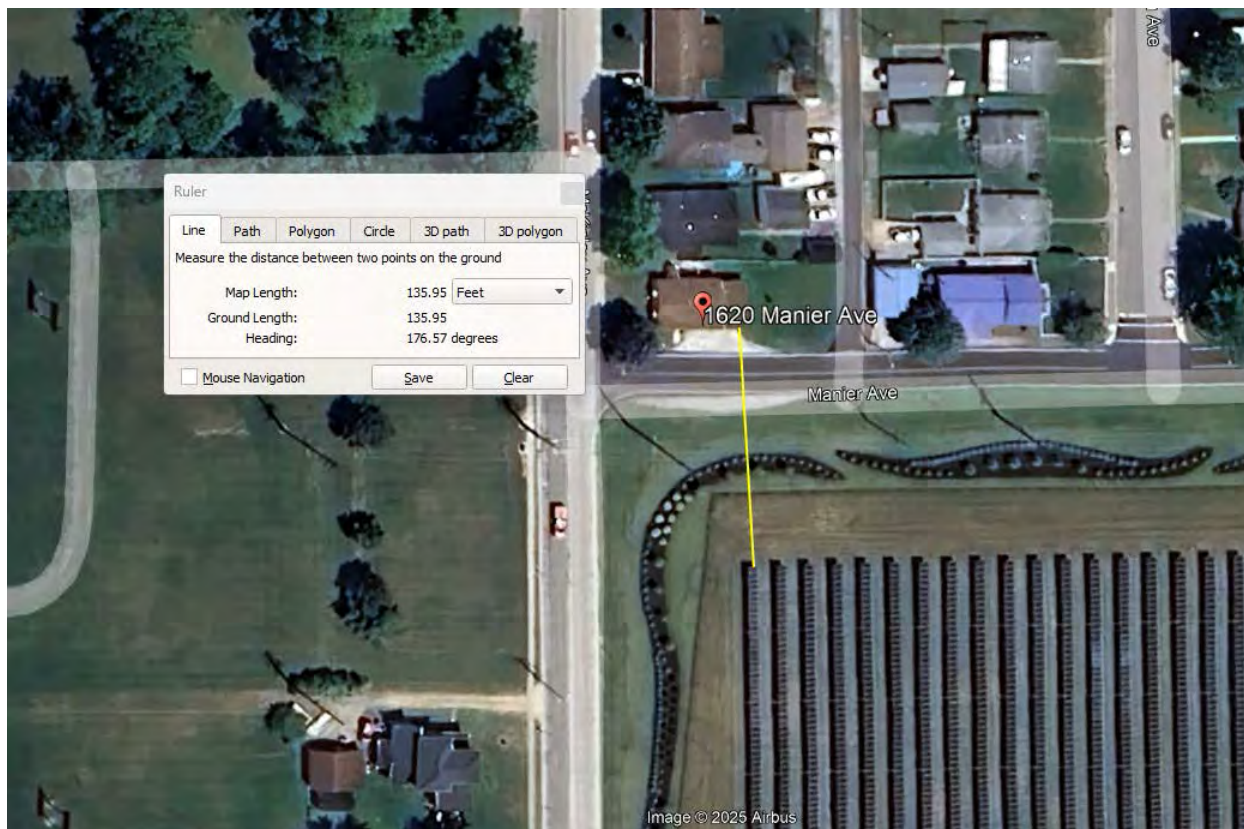 Ave
Ruler
Line Path Polygon Circle 3D path 3D polygon
Measure the distance between two points on the ground
Map Length: 135.95 Feet
Ground Length: 135.95
Heading: 176.57 degrees
Mouse Navigation Save Clear
1620 Manier Ave
Manier Ave
Image © 2025 Airbus